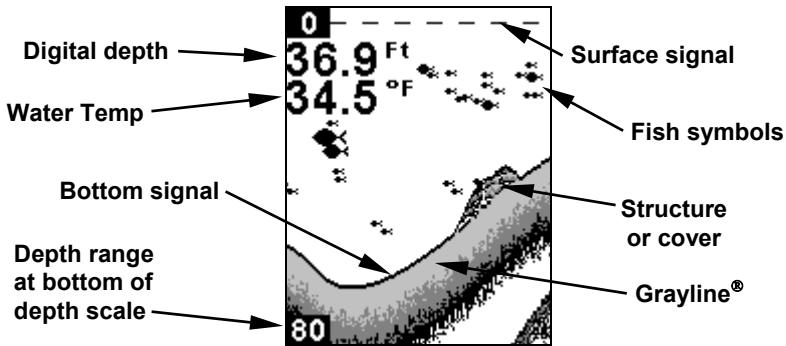 0
Digital depth
36.9 Ft
Surface signal
Water Temp
34.5 °F
Fish symbols
Bottom signal
Structure
or cover
Depth range
at bottom of
depth scale
Grayline®
80